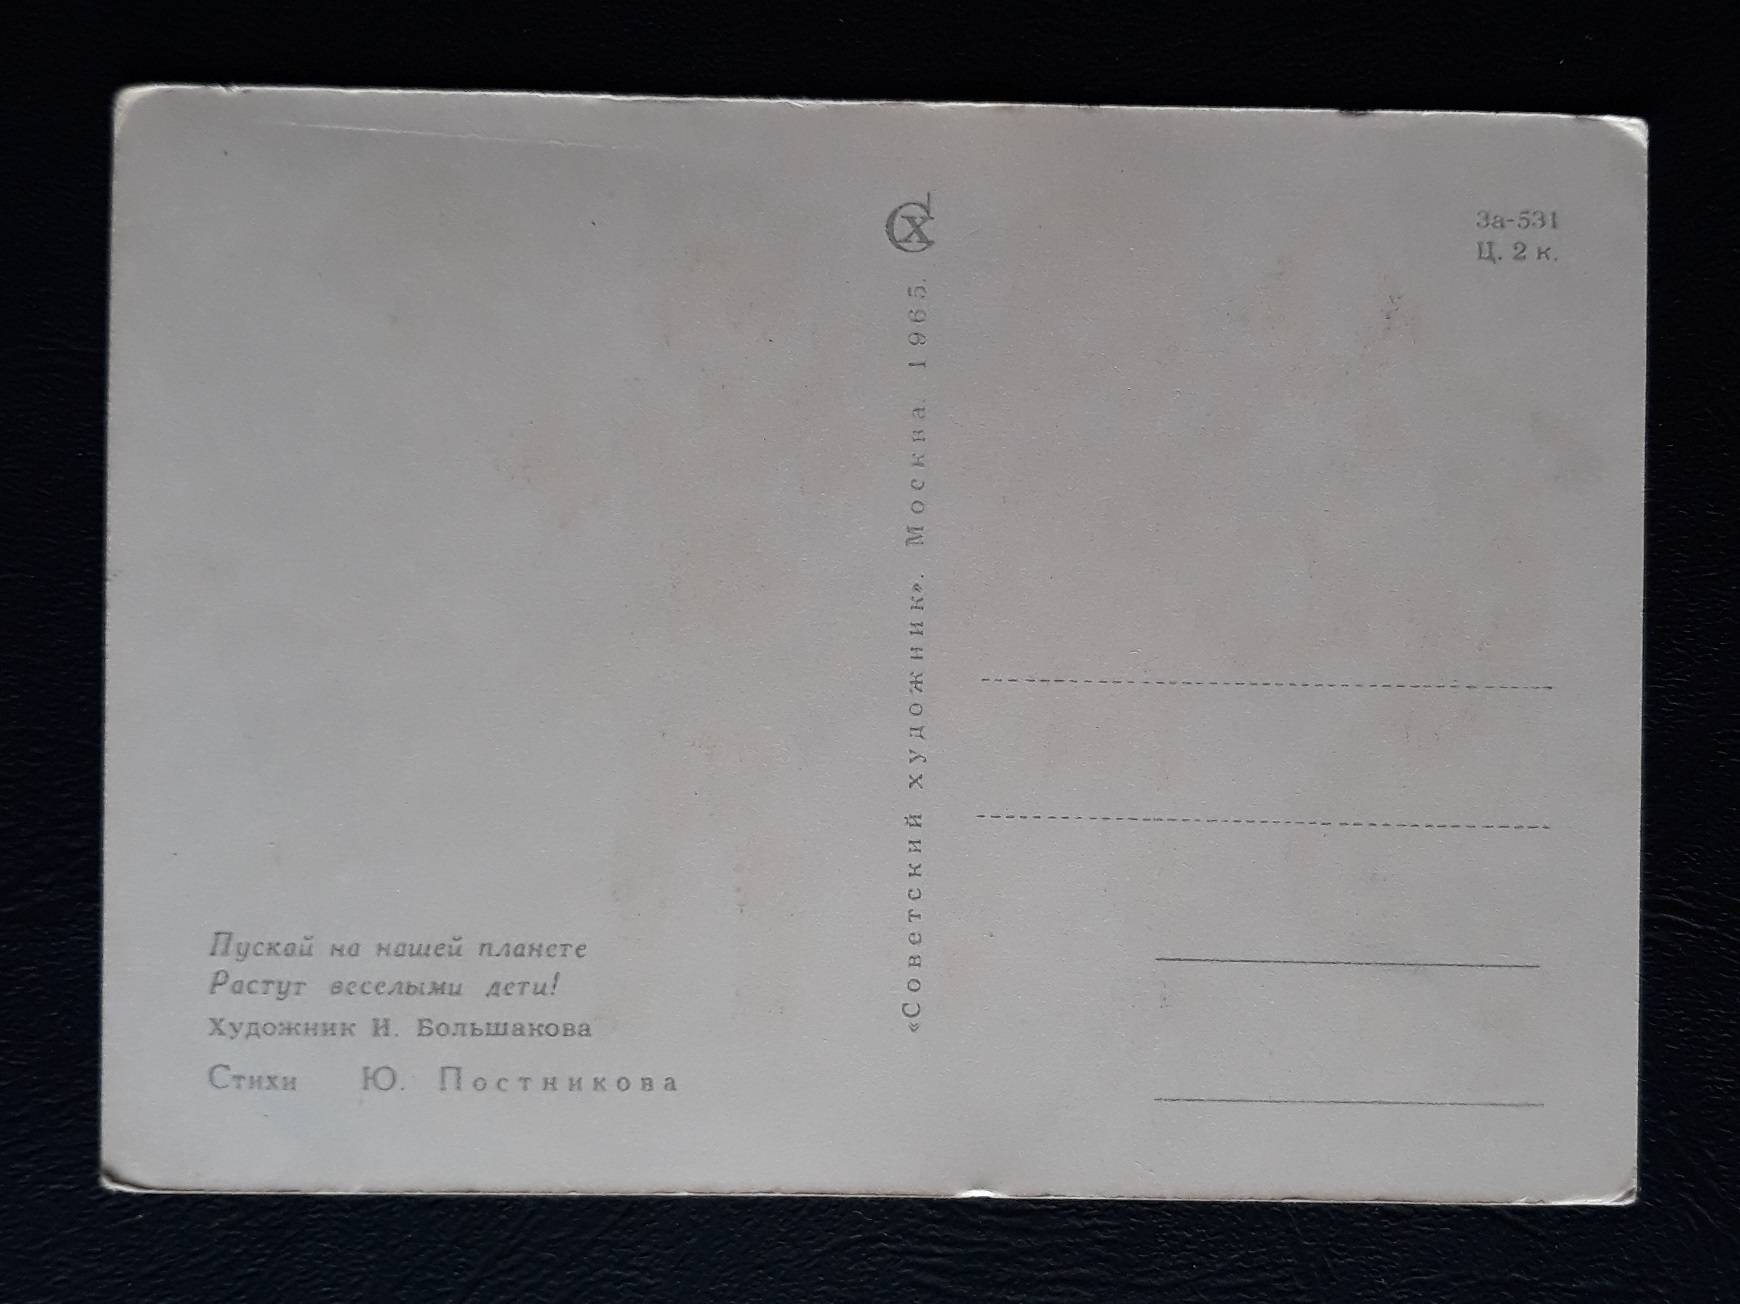 Пускай на нашей планете
Растут веселыми дети!
Художник И. Большакова
Стихи Ю. Постникова
«Советский художник». Москва. 1965.
СХ
За-531
Ц. 2 к.